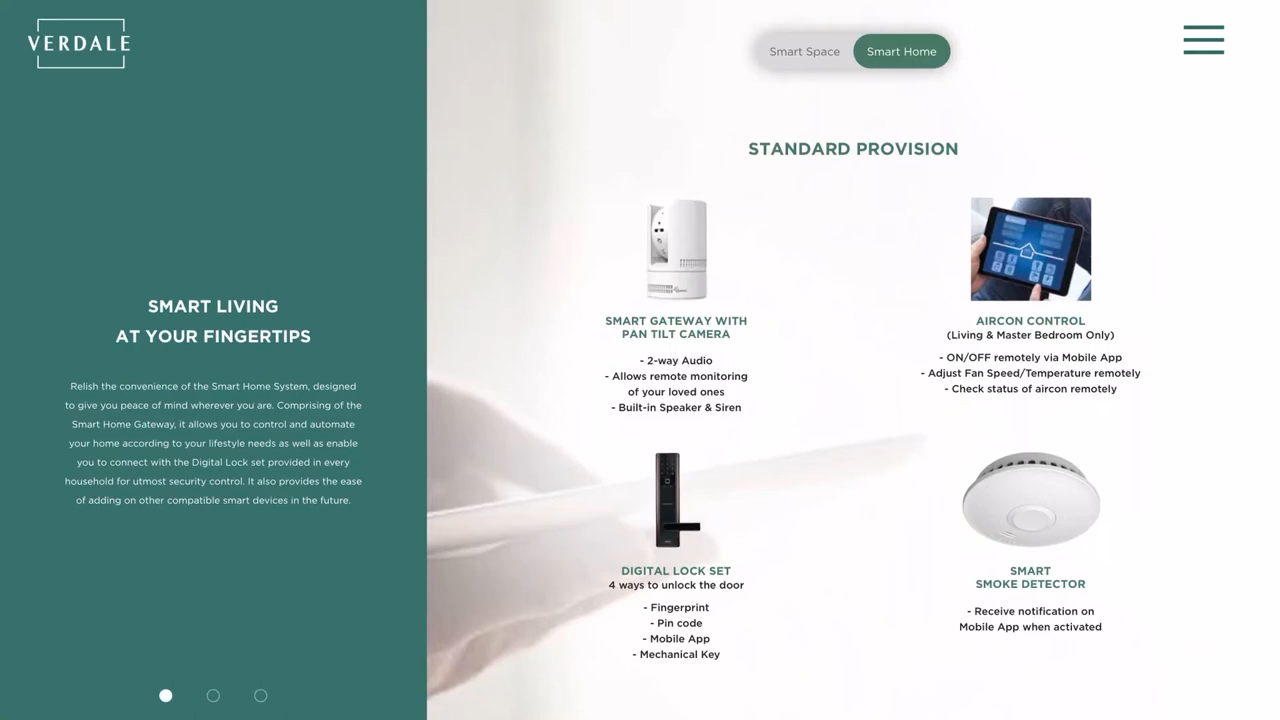 VERDALE
Smart Space
Smart Home
SMART LIVING
AT YOUR FINGERTIPS
Relish the convenience of the Smart Home System, designed
to give you peace of mind wherever you are. Comprising of the
Smart Home Gateway, it allows you to control and automate
your home according to your lifestyle needs as well as enable
you to connect with the Digital Lock set provided in every
household for utmost security control. It also provides the ease
of adding on other compatible smart devices in the future.
STANDARD PROVISION
SMART GATEWAY WITH
PAN TILT CAMERA
- 2-way Audio
- Allows remote monitoring
of your loved ones
- Built-in Speaker & Siren
AIRCON CONTROL
(Living & Master Bedroom Only)
- ON/OFF remotely via Mobile App
- Adjust Fan Speed/Temperature remotely
- Check status of aircon remotely
DIGITAL LOCK SET
4 ways to unlock the door
- Fingerprint
- Pin code
- Mobile App
- Mechanical Key
SMART
SMOKE DETECTOR
- Receive notification on
Mobile App when activated